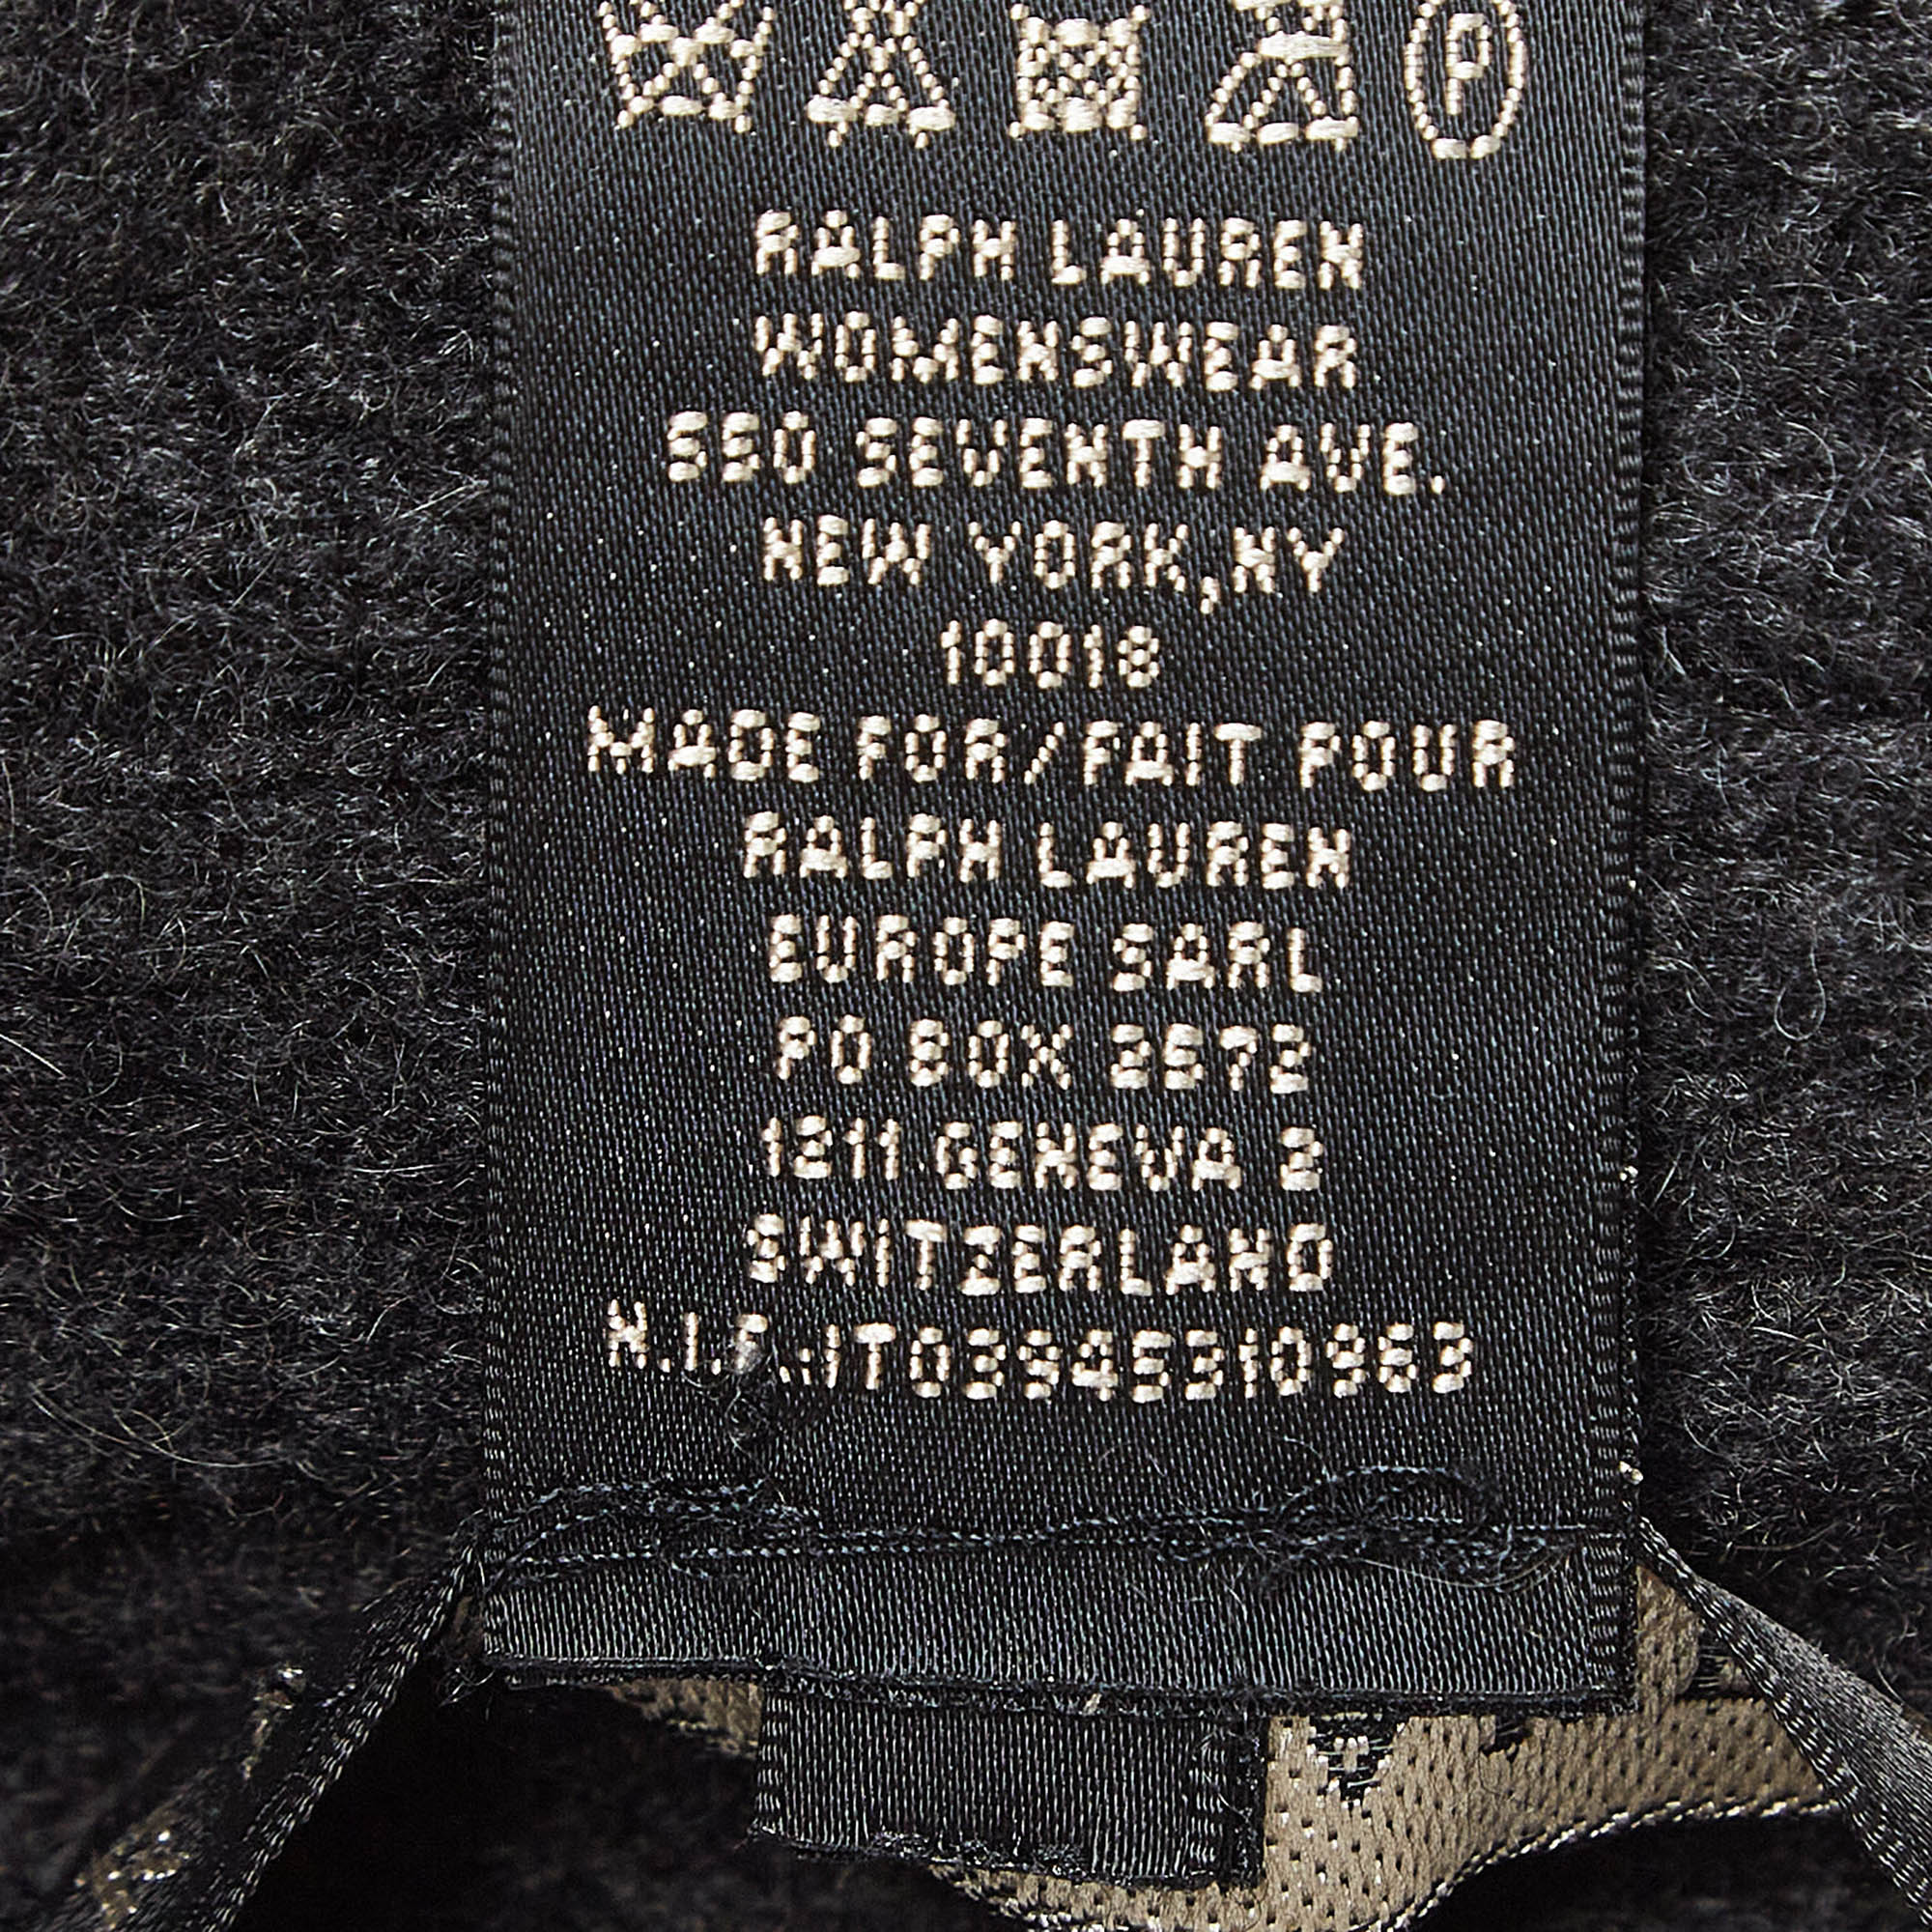 P
RALPH LAUREN
WOMENSWEAR
550 SEVENTH AVE.
NEW YORK,NY
10018
MADE FOR/FAIT POUR
RALPH LAUREN
EUROPE SARL
PO BOX 2572
1211 GENEVA 2
SWITZERLAND
N.I.F.:IT03945310963